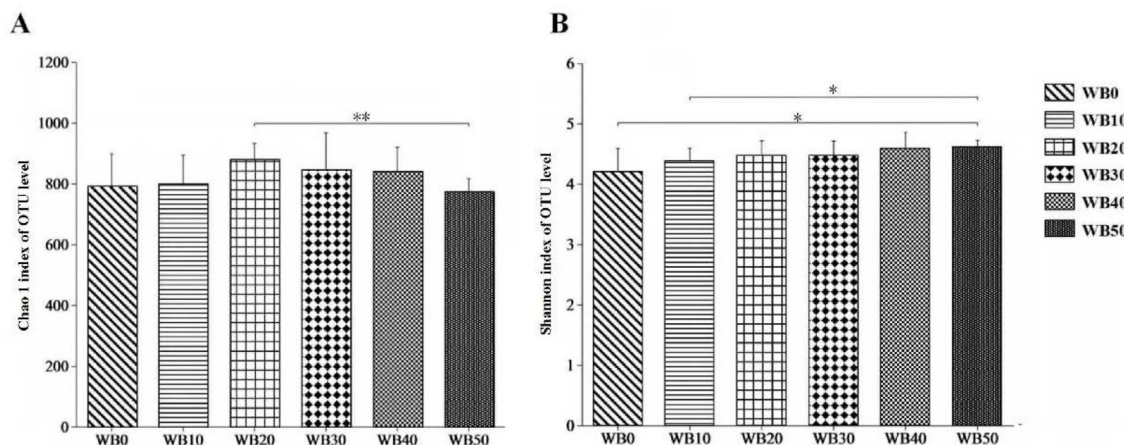 A
B
Chao 1 index of OTU level
1200
1000
800
600
400
200
0
**
WB0 WB10 WB20 WB30 WB40 WB50
Shannon index of OTU level
6
5
4
3
2
1
0
*
*
WB0 WB10 WB20 WB30 WB40 WB50
WB0
WB10
WB20
WB30
WB40
WB50